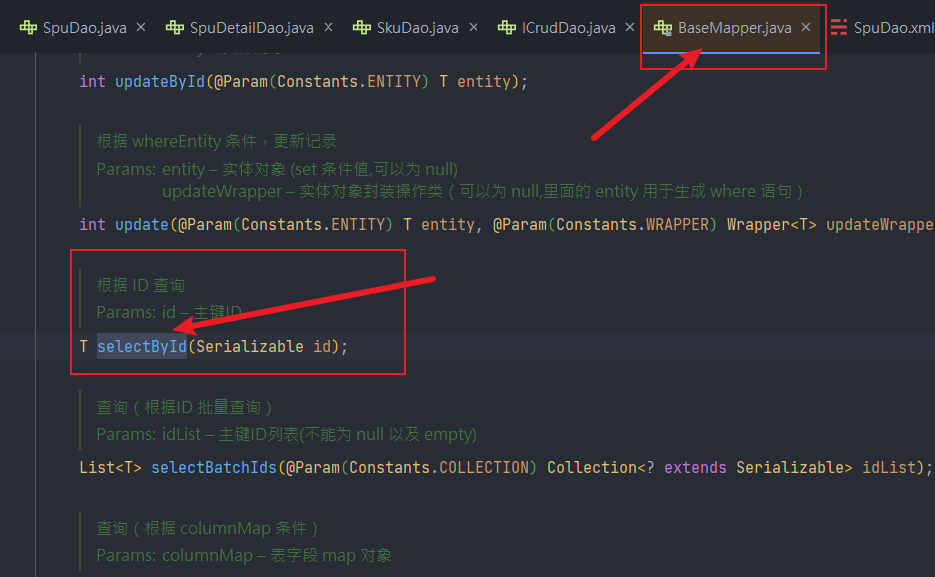 SpuDao.java × SpuDetailDao.java × SkuDao.java × ICrudDao.java × BaseMapper.java × SpuDao.xml
int updateById(@Param(Constants.ENTITY) T entity);
根据 whereEntity 条件，更新记录
Params: entity – 实体对象 (set 条件值,可以为 null)
updateWrapper – 实体对象封装操作类（可以为 null,里面的 entity 用于生成 where 语句）
int update(@Param(Constants.ENTITY) T entity, @Param(Constants.WRAPPER) Wrapper<T> updateWrappe
根据 ID 查询
Params: id – 主键ID
T selectById(Serializable id);
查询（根据ID 批量查询）
Params: idList – 主键ID列表(不能为 null 以及 empty)
List<T> selectBatchIds(@Param(Constants.COLLECTION) Collection<? extends Serializable> idList);
查询（根据 columnMap 条件）
Params: columnMap – 表字段 map 对象